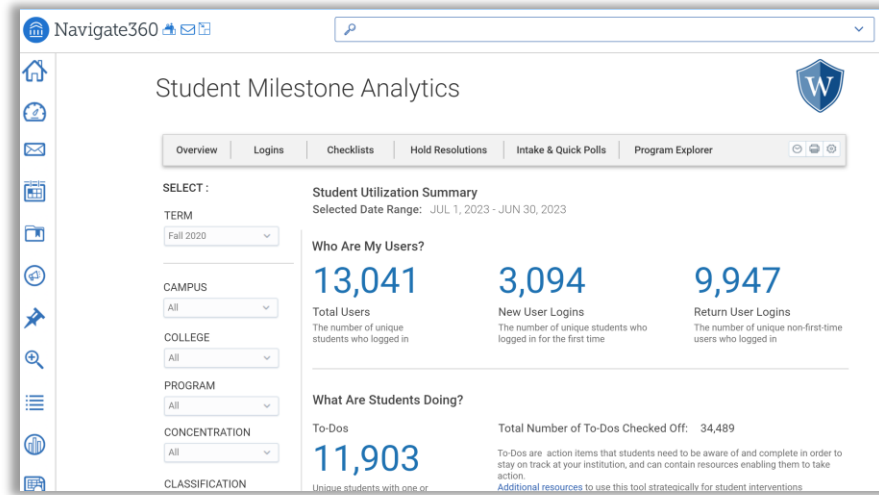 Navigate360
Student Milestone Analytics
W
Overview
Logins
Checklists
Hold Resolutions
Intake & Quick Polls
Program Explorer
SELECT :
TERM
Fall 2020
CAMPUS
All
COLLEGE
All
PROGRAM
All
CONCENTRATION
All
CLASSIFICATION
Student Utilization Summary
Selected Date Range: JUL 1, 2023 - JUN 30, 2023
Who Are My Users?
13,041
Total Users
The number of unique
students who logged in
3,094
New User Logins
The number of unique students who
logged in for the first time
9,947
Return User Logins
The number of unique non-first-time
users who logged in
What Are Students Doing?
To-Dos
11,903
Unique students with one or
Total Number of To-Dos Checked Off: 34,489
To-Dos are action items that students need to be aware of and complete in order to
stay on track at your institution, and can contain resources enabling them to take
action.
Additional resources to use this tool strategically for student interventions